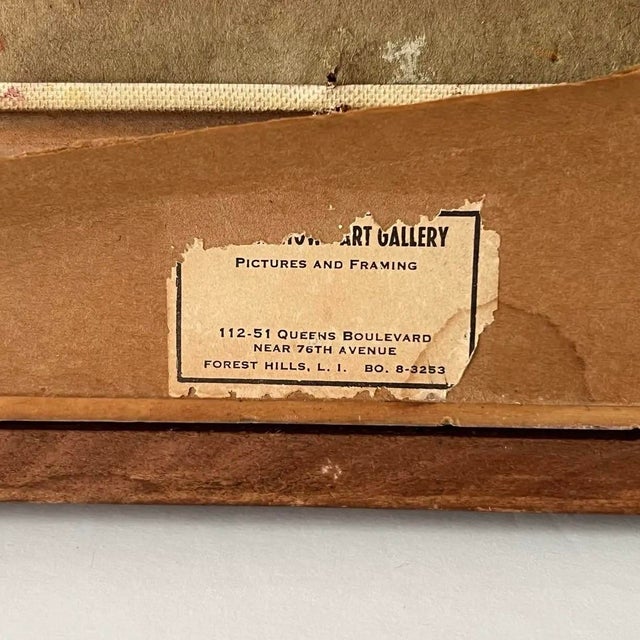 ART GALLERY
PICTURES AND FRAMING
112-51 QUEENS BOULEVARD
NEAR 76TH AVENUE
FOREST HILLS, L. I. BO. 8-3253